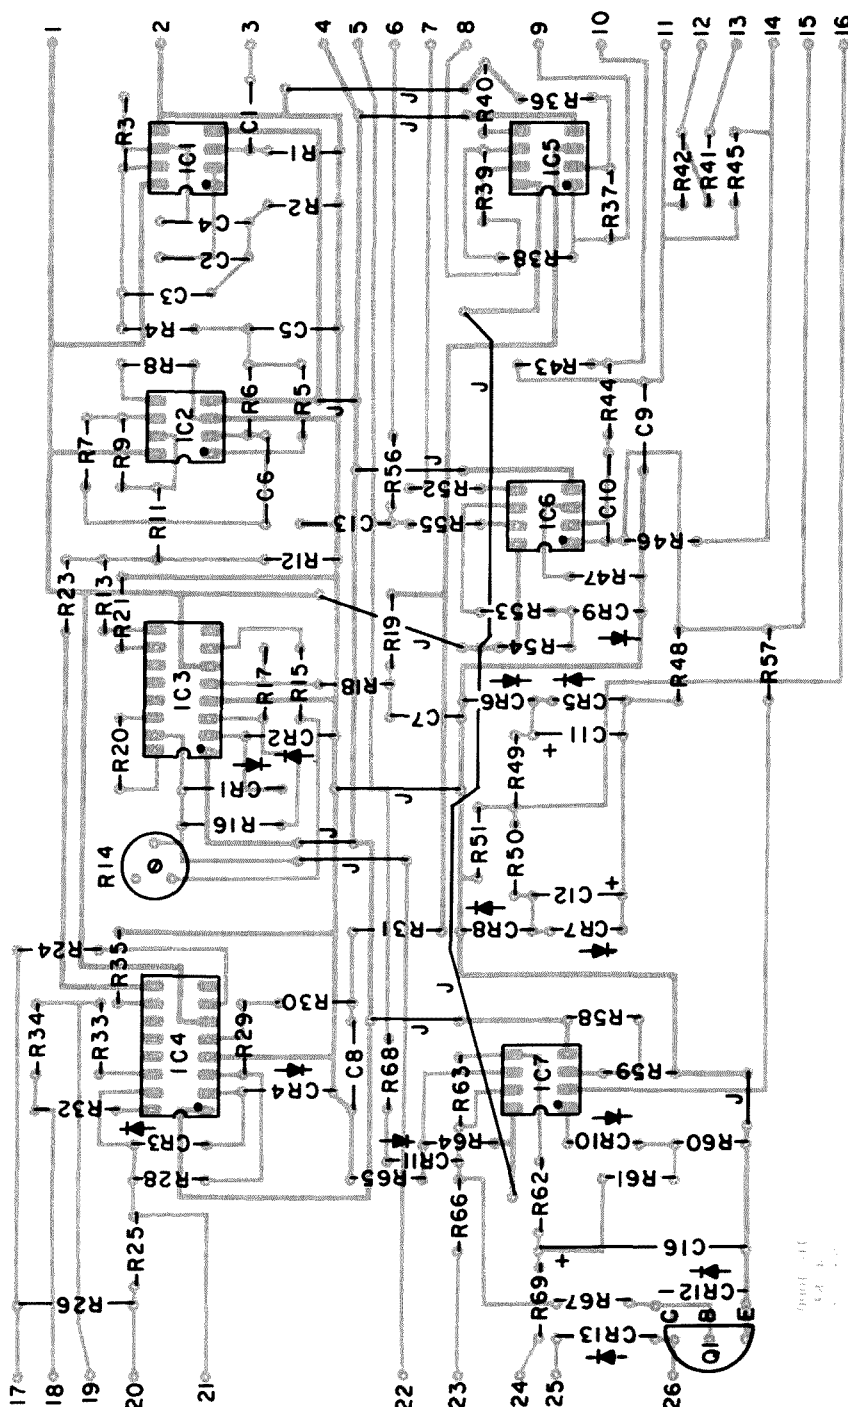 1 2 3 4 5 6 7 8 9 10 11 12 13 14 15 16
R3 IC1 C1 R1 J J R40 R36 IC5 R39 R37 R42 R41 R45
C4 R2 C2 R38
C3
R4 C5
R8 R6 R5 J R43 R44 C9
R7 R9 IC2 C6 R56 J R52 IC6 C10
R11 C13 R55 R46
R23 R13 R21 R12 R47
R19 R53 CR9
J R54 R48 R57
IC3 R17 R15 R18 CR6 CR5
R20 CR2 C7 R49 C11 +
CR1 J
R16 J R51 R50
R14 J
C12 +
R24 R35 R31 CR8 CR7
J
R34 R33 IC4 R29 R30 C8 R68 J R58
R63 IC7 R59
R32 CR4 J
CR3 R64 CR10 R60
R28 R65 CR11 R66 R62 R61
R25
C16 +
R26 R69 R67 CR12
C B E
CR13 Q1
17 18 19 20 21 22 23 24 25 26